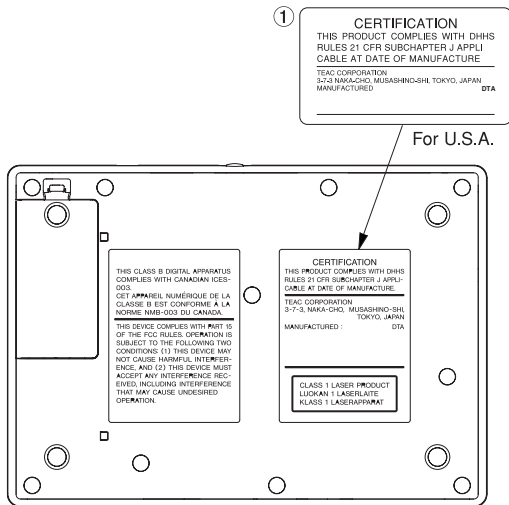 ①
CERTIFICATION
THIS PRODUCT COMPLIES WITH DHHS
RULES 21 CFR SUBCHAPTER J APPLI
CABLE AT DATE OF MANUFACTURE
TEAC CORPORATION
3-7-3 NAKA-CHO, MUSASHINO-SHI, TOKYO, JAPAN
MANUFACTURED DTA
For U.S.A.
THIS CLASS B DIGITAL APPARATUS
COMPLIES WITH CANADIAN ICES-
003.
CET APPAREIL NUMÉRIQUE DE LA
CLASSE B EST CONFORME A LA
NORME NMB-003 DU CANADA.
THIS DEVICE COMPLIES WITH PART 15
OF THE FCC RULES. OPERATION IS
SUBJECT TO THE FOLLOWING TWO
CONDITIONS: (1) THIS DEVICE MAY
NOT CAUSE HARMFUL INTERFER-
ENCE, AND (2) THIS DEVICE MUST
ACCEPT ANY INTERFERENCE REC-
EIVED, INCLUDING INTERFERENCE
THAT MAY CAUSE UNDESIRED
OPERATION.
CERTIFICATION
THIS PRODUCT COMPLIES WITH DHHS
RULES 21 CFR SUBCHAPTER J APPLI-
CABLE AT DATE OF MANUFACTURE.
TEAC CORPORATION
3-7-3, NAKA-CHO, MUSASHINO-SHI,
TOKYO, JAPAN
MANUFACTURED : DTA
CLASS 1 LASER PRODUCT
LUOKAN 1 LASERLAITE
KLASS 1 LASERAPPARAT